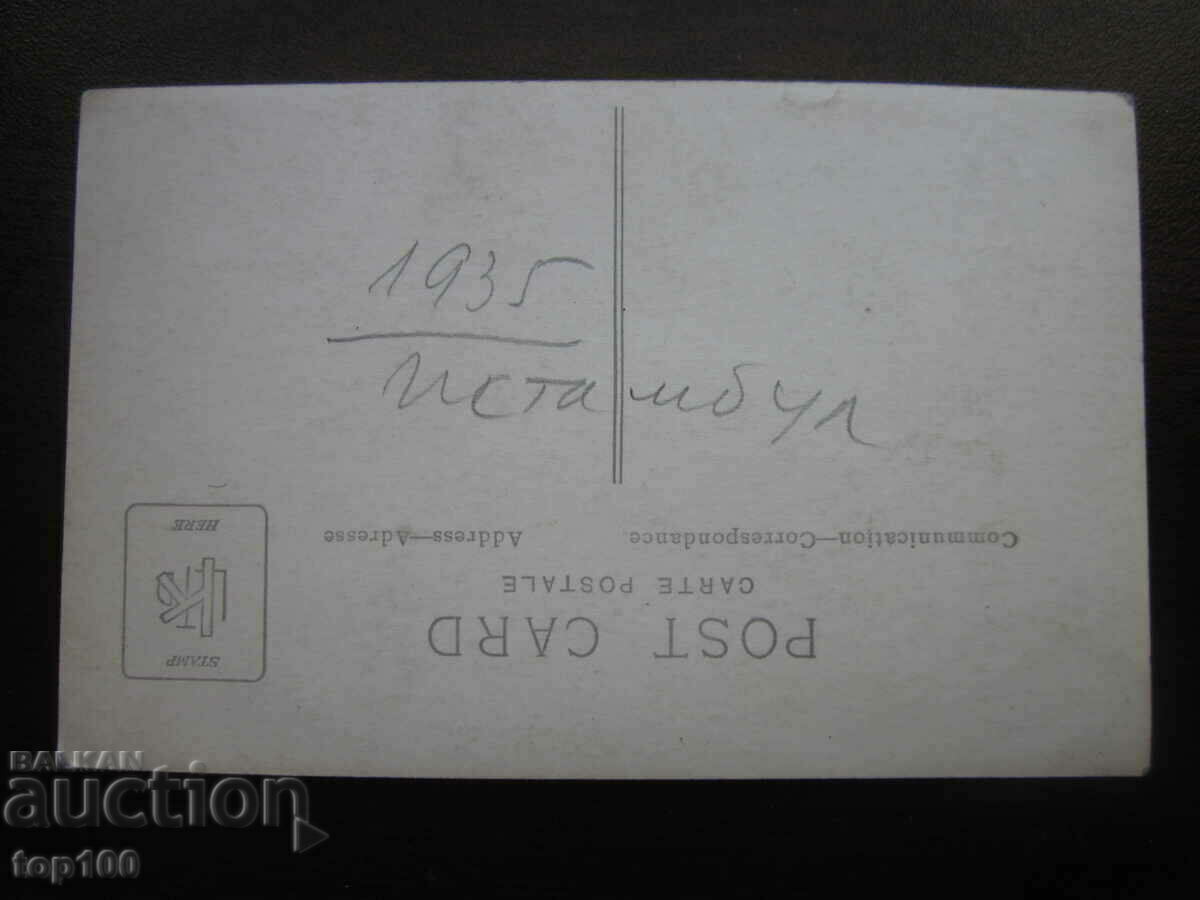 1935
Истамбул
POST CARD
CARTE POSTALE
Communication—Correspondance
Address—Adresse
STAMP
HERE
BALKAN
auction
top100